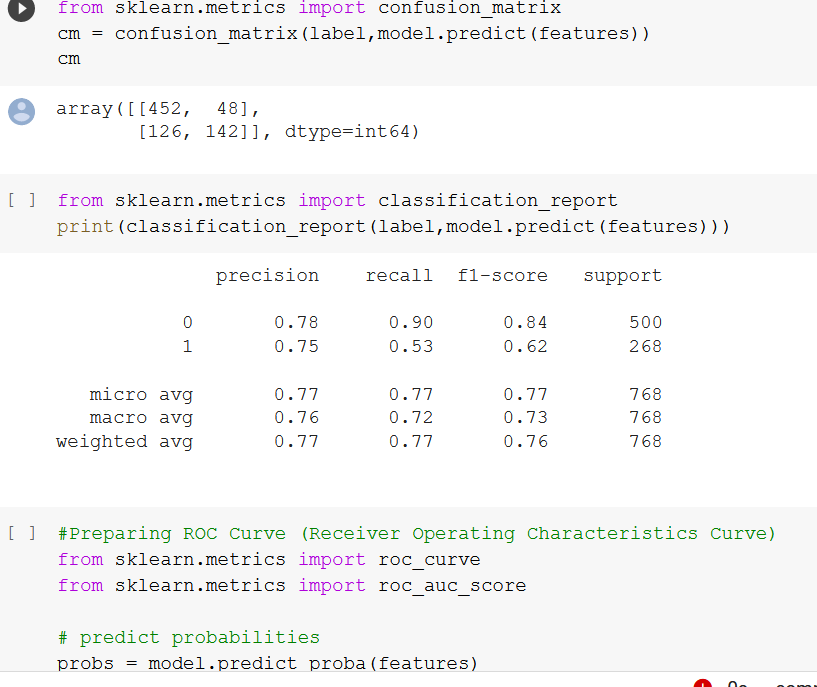 from sklearn.metrics import confusion_matrix
cm = confusion_matrix(label,model.predict(features))
cm
array([[452,  48],
       [126, 142]], dtype=int64)
[ ] from sklearn.metrics import classification_report
print(classification_report(label,model.predict(features)))
precision    recall  f1-score   support
0       0.78      0.90      0.84       500
1       0.75      0.53      0.62       268
micro avg       0.77      0.77      0.77       768
macro avg       0.76      0.72      0.73       768
weighted avg       0.77      0.77      0.76       768
[ ] #Preparing ROC Curve (Receiver Operating Characteristics Curve)
from sklearn.metrics import roc_curve
from sklearn.metrics import roc_auc_score
# predict probabilities
probs = model.predict_proba(features)